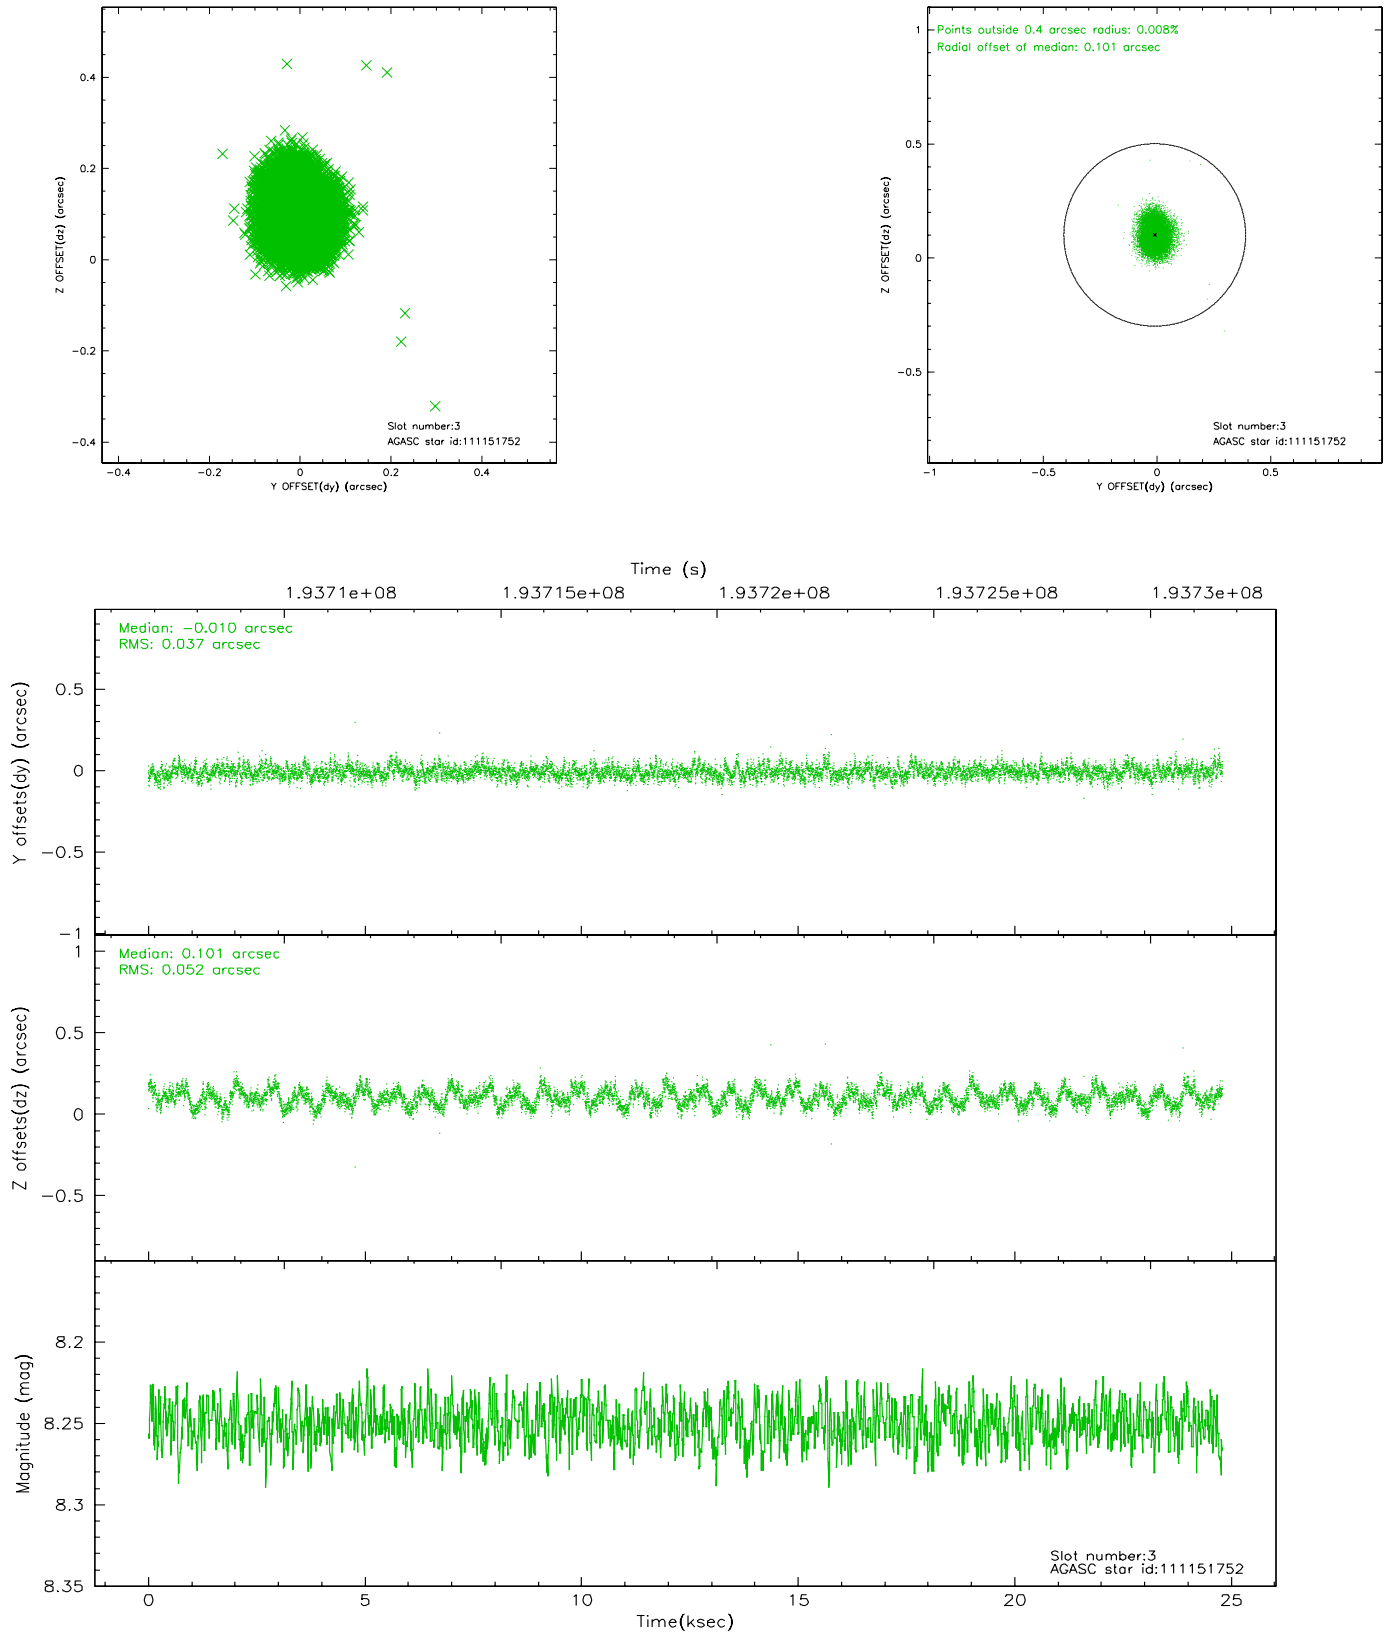 0.4
0.2
0
-0.2
-0.4
Z OFFSET(dz) (arcsec)
Slot number:3
AGASC star id:111151752
-0.4 -0.2 0 0.2 0.4
Y OFFSET(dy) (arcsec)
Points outside 0.4 arcsec radius: 0.008%
Radial offset of median: 0.101 arcsec
1
0.5
0
-0.5
Z OFFSET(dz) (arcsec)
Slot number:3
AGASC star id:111151752
-1 -0.5 0 0.5
Y OFFSET(dy) (arcsec)
Time (s)
1.9371e+08 1.93715e+08 1.9372e+08 1.93725e+08 1.9373e+08
Median: -0.010 arcsec
RMS: 0.037 arcsec
0.5
0
-0.5
-1
Y offsets(dy) (arcsec)
Median: 0.101 arcsec
RMS: 0.052 arcsec
1
0.5
0
-0.5
Z offsets(dz) (arcsec)
8.2
8.25
8.3
8.35
Magnitude (mag)
Slot number:3
AGASC star id:111151752
0 5 10 15 20 25
Time(ksec)